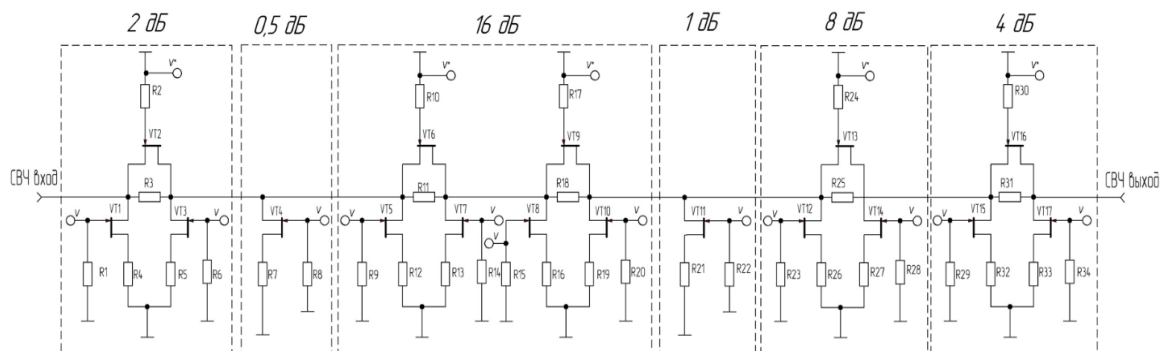 2 дБ
0,5 дБ
16 дБ
1 дБ
8 дБ
4 дБ
V*
V*
V*
V*
V*
R2
R10
R17
R24
R30
VT2
VT6
VT9
VT13
VT16
СВЧ вход
R3
R11
R18
R25
R31
СВЧ выход
V
VT1
VT3
V
VT4
V
V
VT5
VT7
V
V
VT8
VT10
V
VT11
V
V
VT12
VT14
V
V
VT15
VT17
V
R1
R4
R5
R6
R7
R8
R9
R12
R13
R14
R15
R16
R19
R20
R21
R22
R23
R26
R27
R28
R29
R32
R33
R34